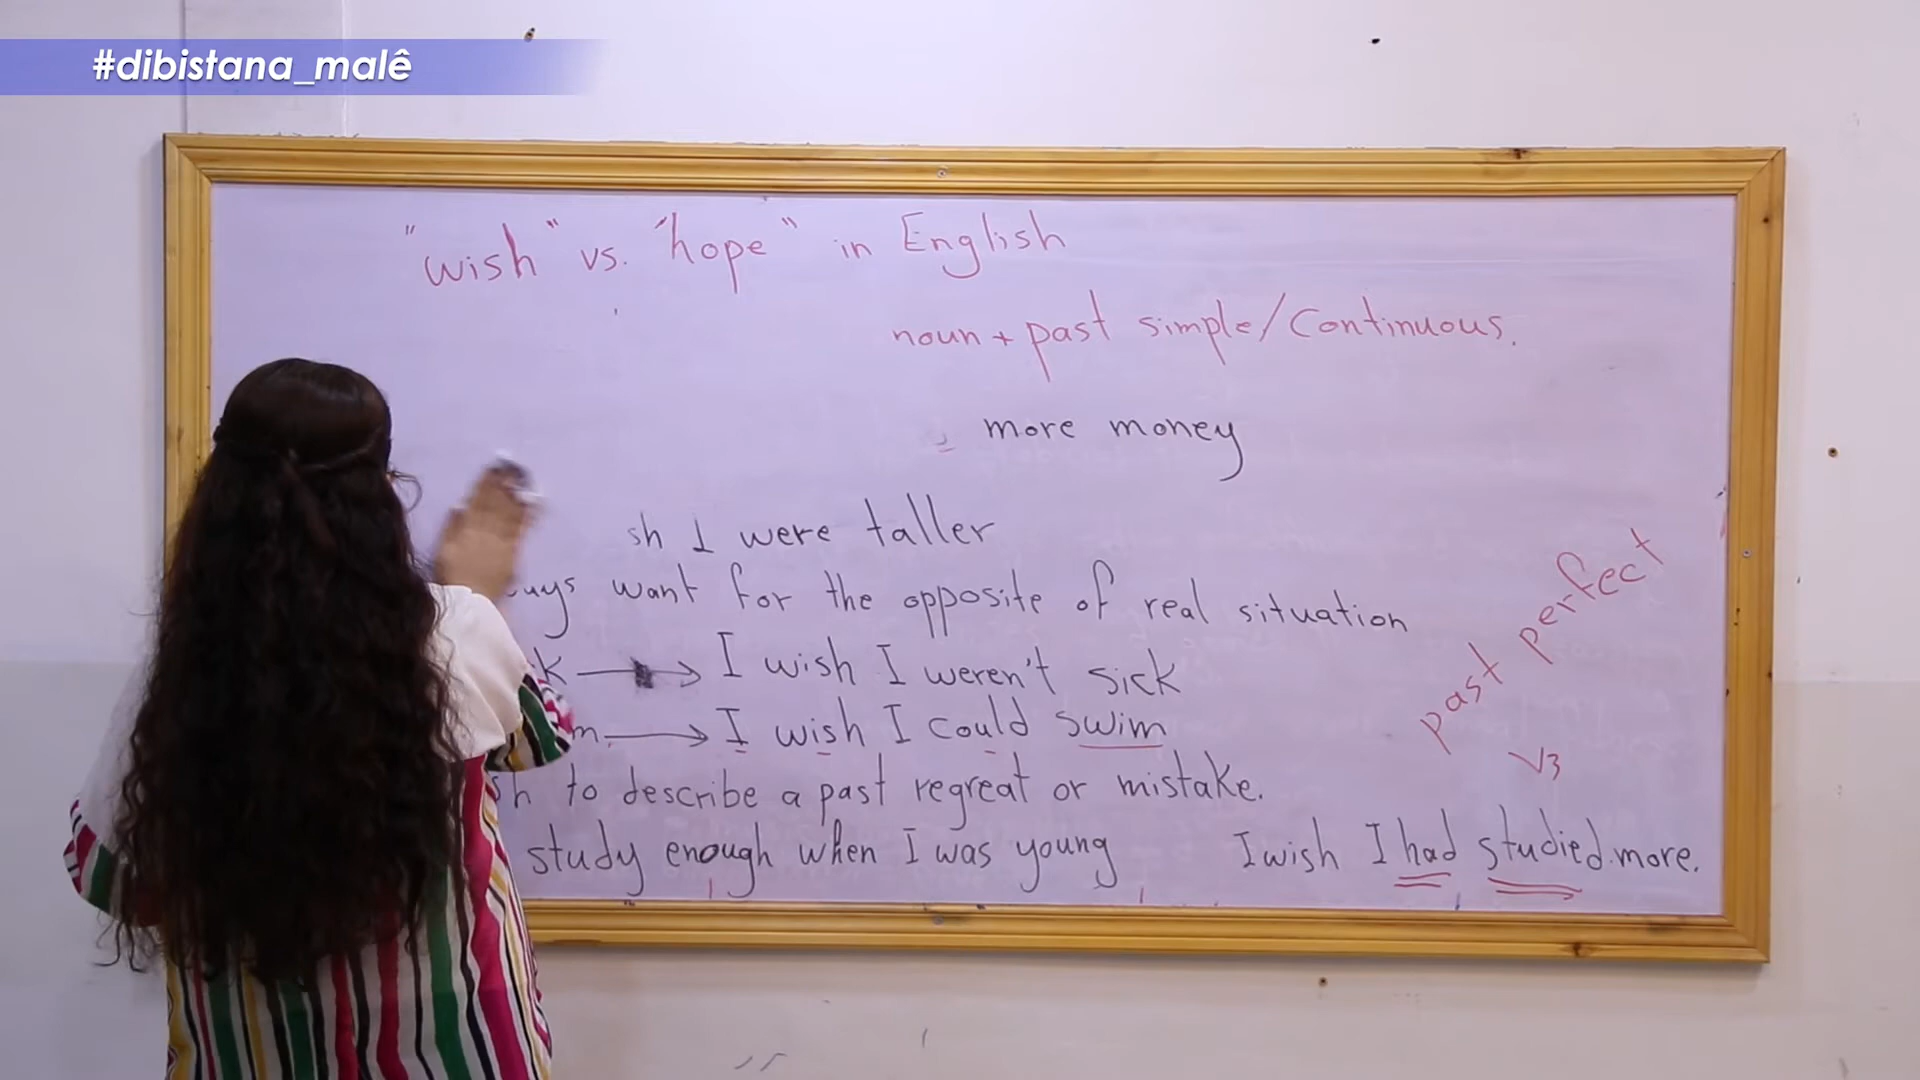 #dibistana_malê
"wish" vs. "hope" in English
noun + past simple/Continuous.
more money
sh I were taller
want for the opposite of real situation
I wish I weren't sick
I wish I could swim
to describe a past regreat or mistake.
study enough when I was young
I wish I had studied more.
past perfect
V3